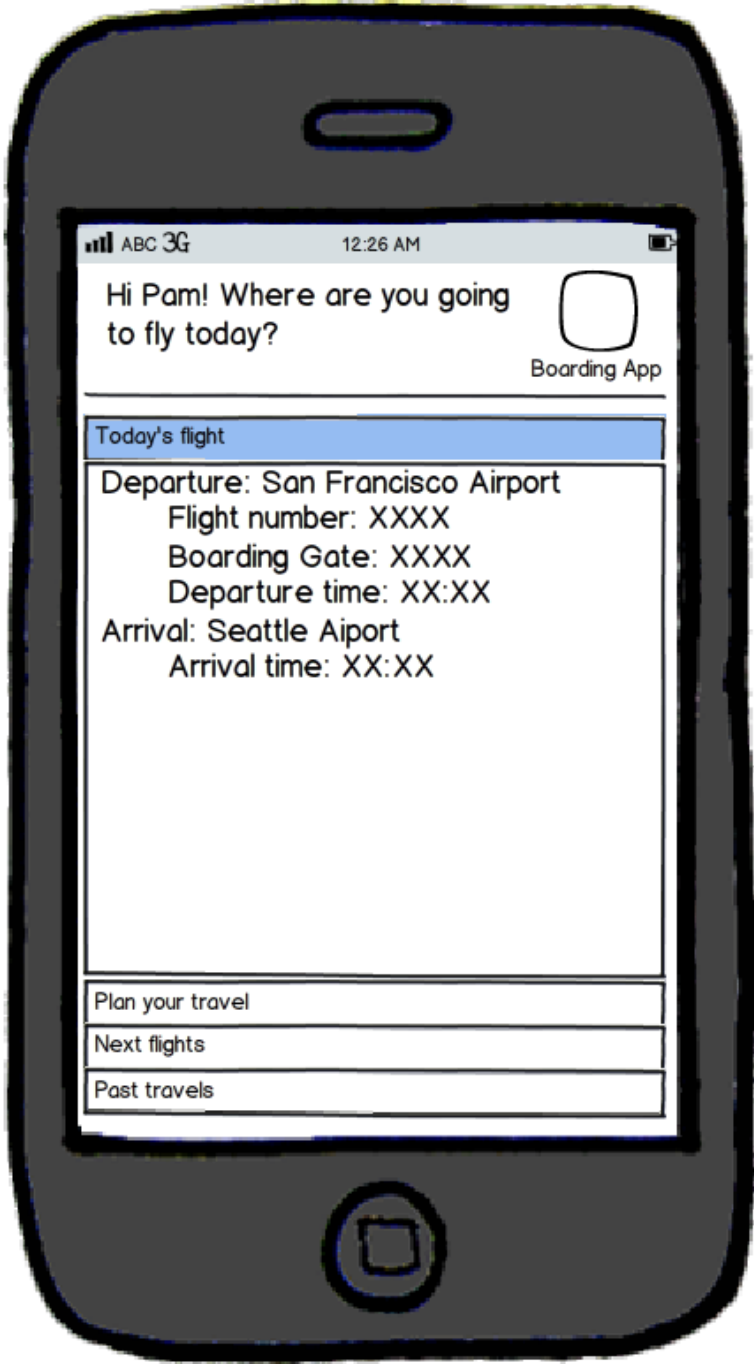 ABC 3G 12:26 AM
Hi Pam! Where are you going
to fly today?
Boarding App
Today's flight
Departure: San Francisco Airport
Flight number: XXXX
Boarding Gate: XXXX
Departure time: XX:XX
Arrival: Seattle Aiport
Arrival time: XX:XX
Plan your travel
Next flights
Past travels